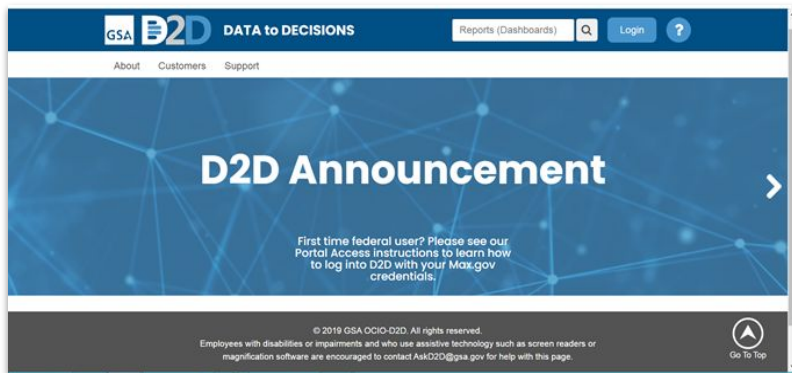 GSA D2D DATA to DECISIONS Reports (Dashboards) Login ?
About Customers Support
D2D Announcement
First time federal user? Please see our
Portal Access instructions to learn how
to log into D2D with your Max.gov
credentials.
© 2019 GSA OCIO-D2D. All rights reserved.
Employees with disabilities or impairments and who use assistive technology such as screen readers or
magnification software are encouraged to contact AskD2D@gsa.gov for help with this page.
Go To Top